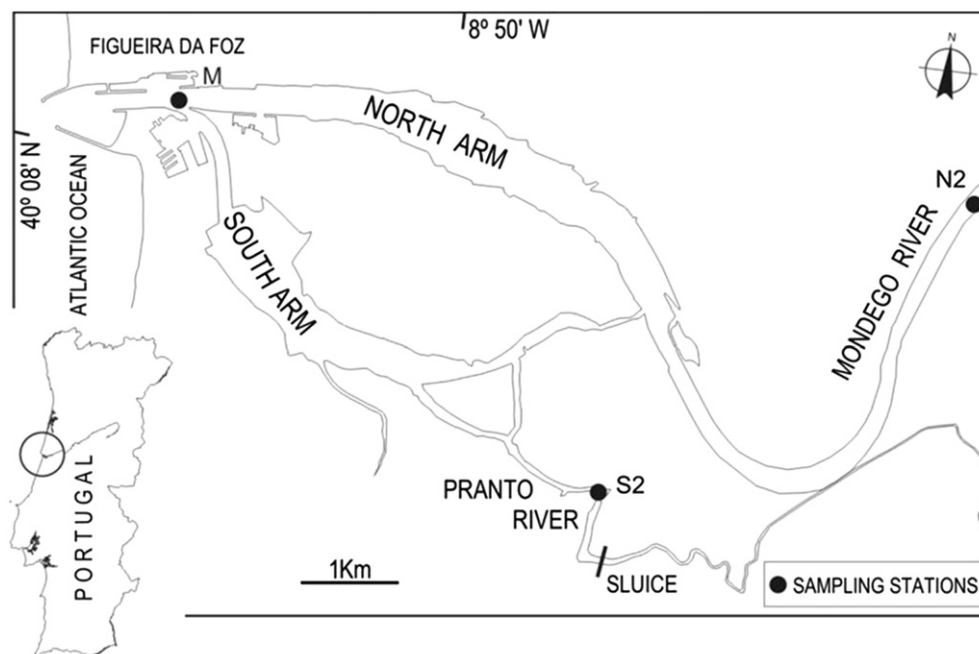 8º 50' W
FIGUEIRA DA FOZ
N
M
NORTH ARM
40º 08' N
ATLANTIC OCEAN
N2
SOUTH ARM
MONDEGO RIVER
PORTUGAL
PRANTO
RIVER
S2
1Km
SLUICE
SAMPLING STATIONS